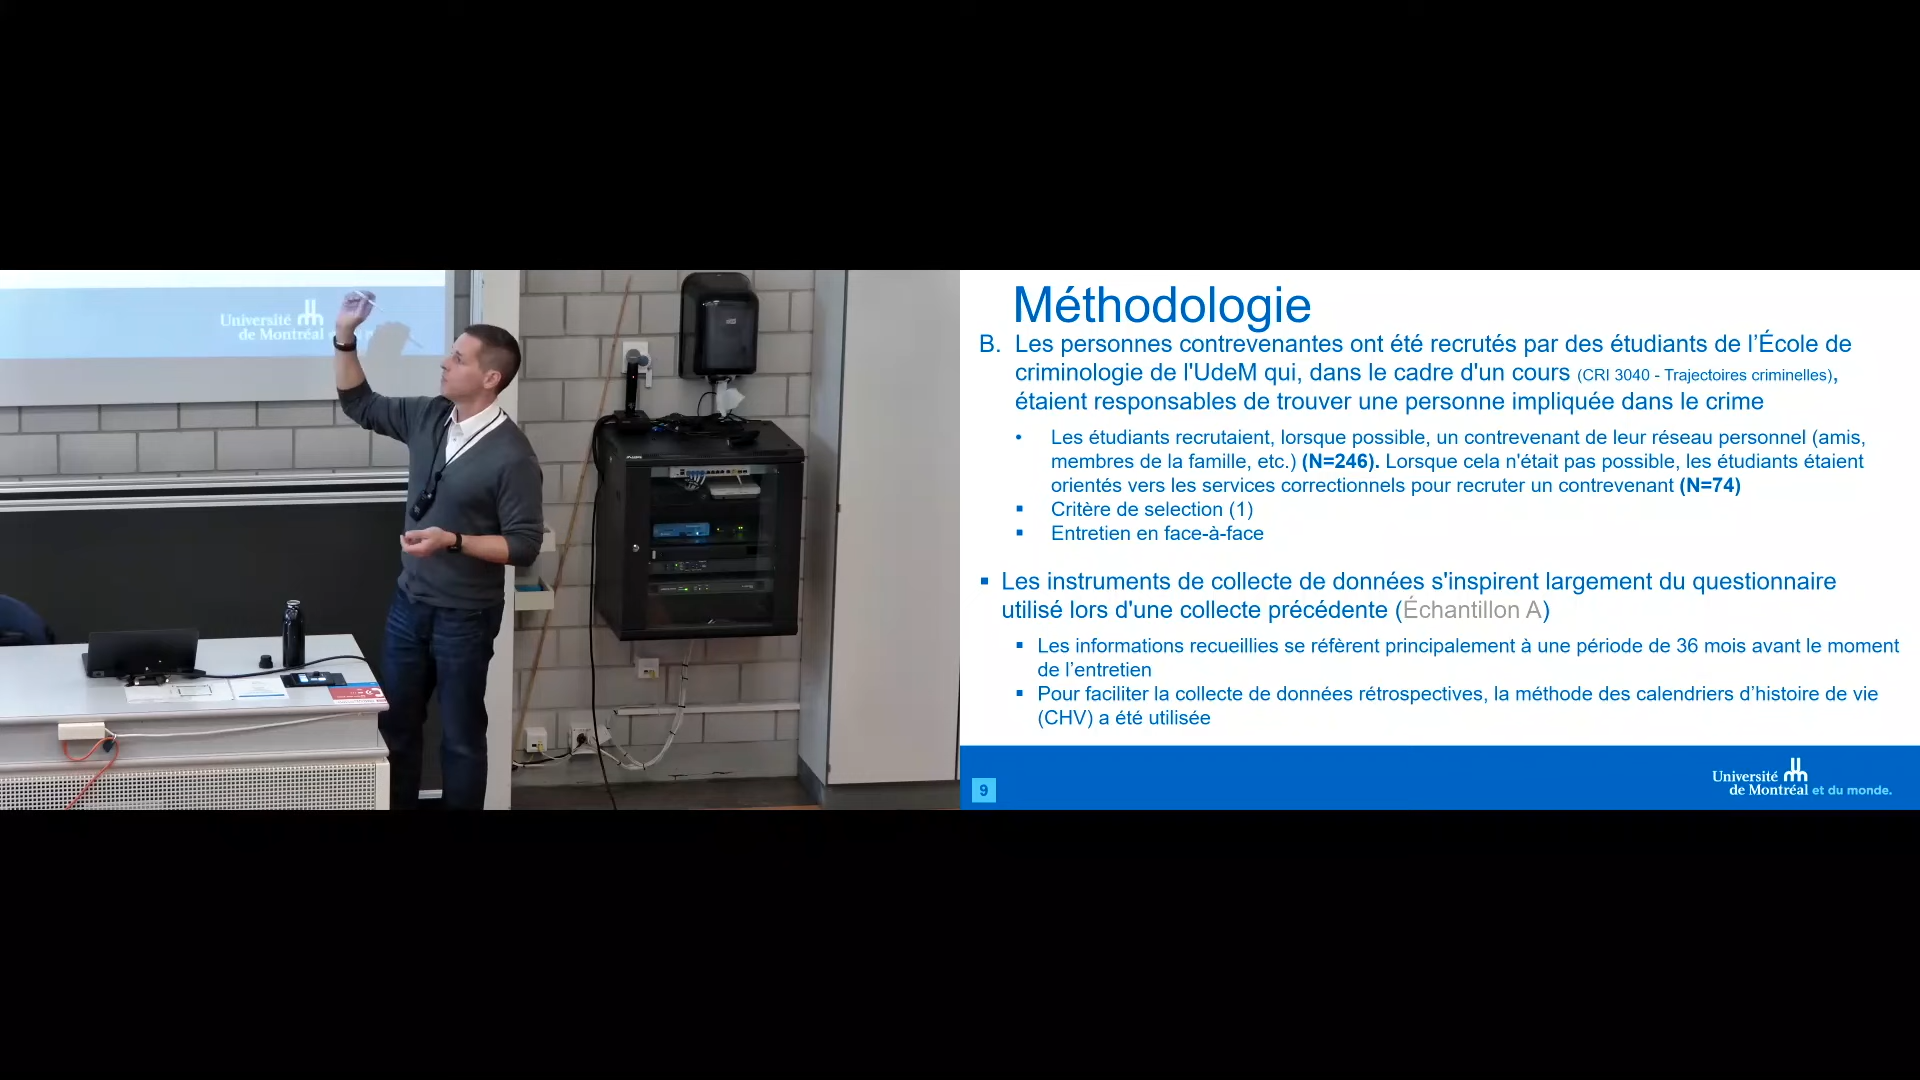 Université
de Montréal
Méthodologie
B. Les personnes contrevenantes ont été recrutés par des étudiants de l’École de
criminologie de l'UdeM qui, dans le cadre d'un cours (CRI 3040 - Trajectoires criminelles),
étaient responsables de trouver une personne impliquée dans le crime
• Les étudiants recrutaient, lorsque possible, un contrevenant de leur réseau personnel (amis,
membres de la famille, etc.) (N=246). Lorsque cela n'était pas possible, les étudiants étaient
orientés vers les services correctionnels pour recruter un contrevenant (N=74)
▪ Critère de selection (1)
▪ Entretien en face-à-face
▪ Les instruments de collecte de données s'inspirent largement du questionnaire
utilisé lors d'une collecte précédente (Échantillon A)
▪ Les informations recueillies se réfèrent principalement à une période de 36 mois avant le moment
de l’entretien
▪ Pour faciliter la collecte de données rétrospectives, la méthode des calendriers d’histoire de vie
(CHV) a été utilisée
9
Université
de Montréal et du monde.